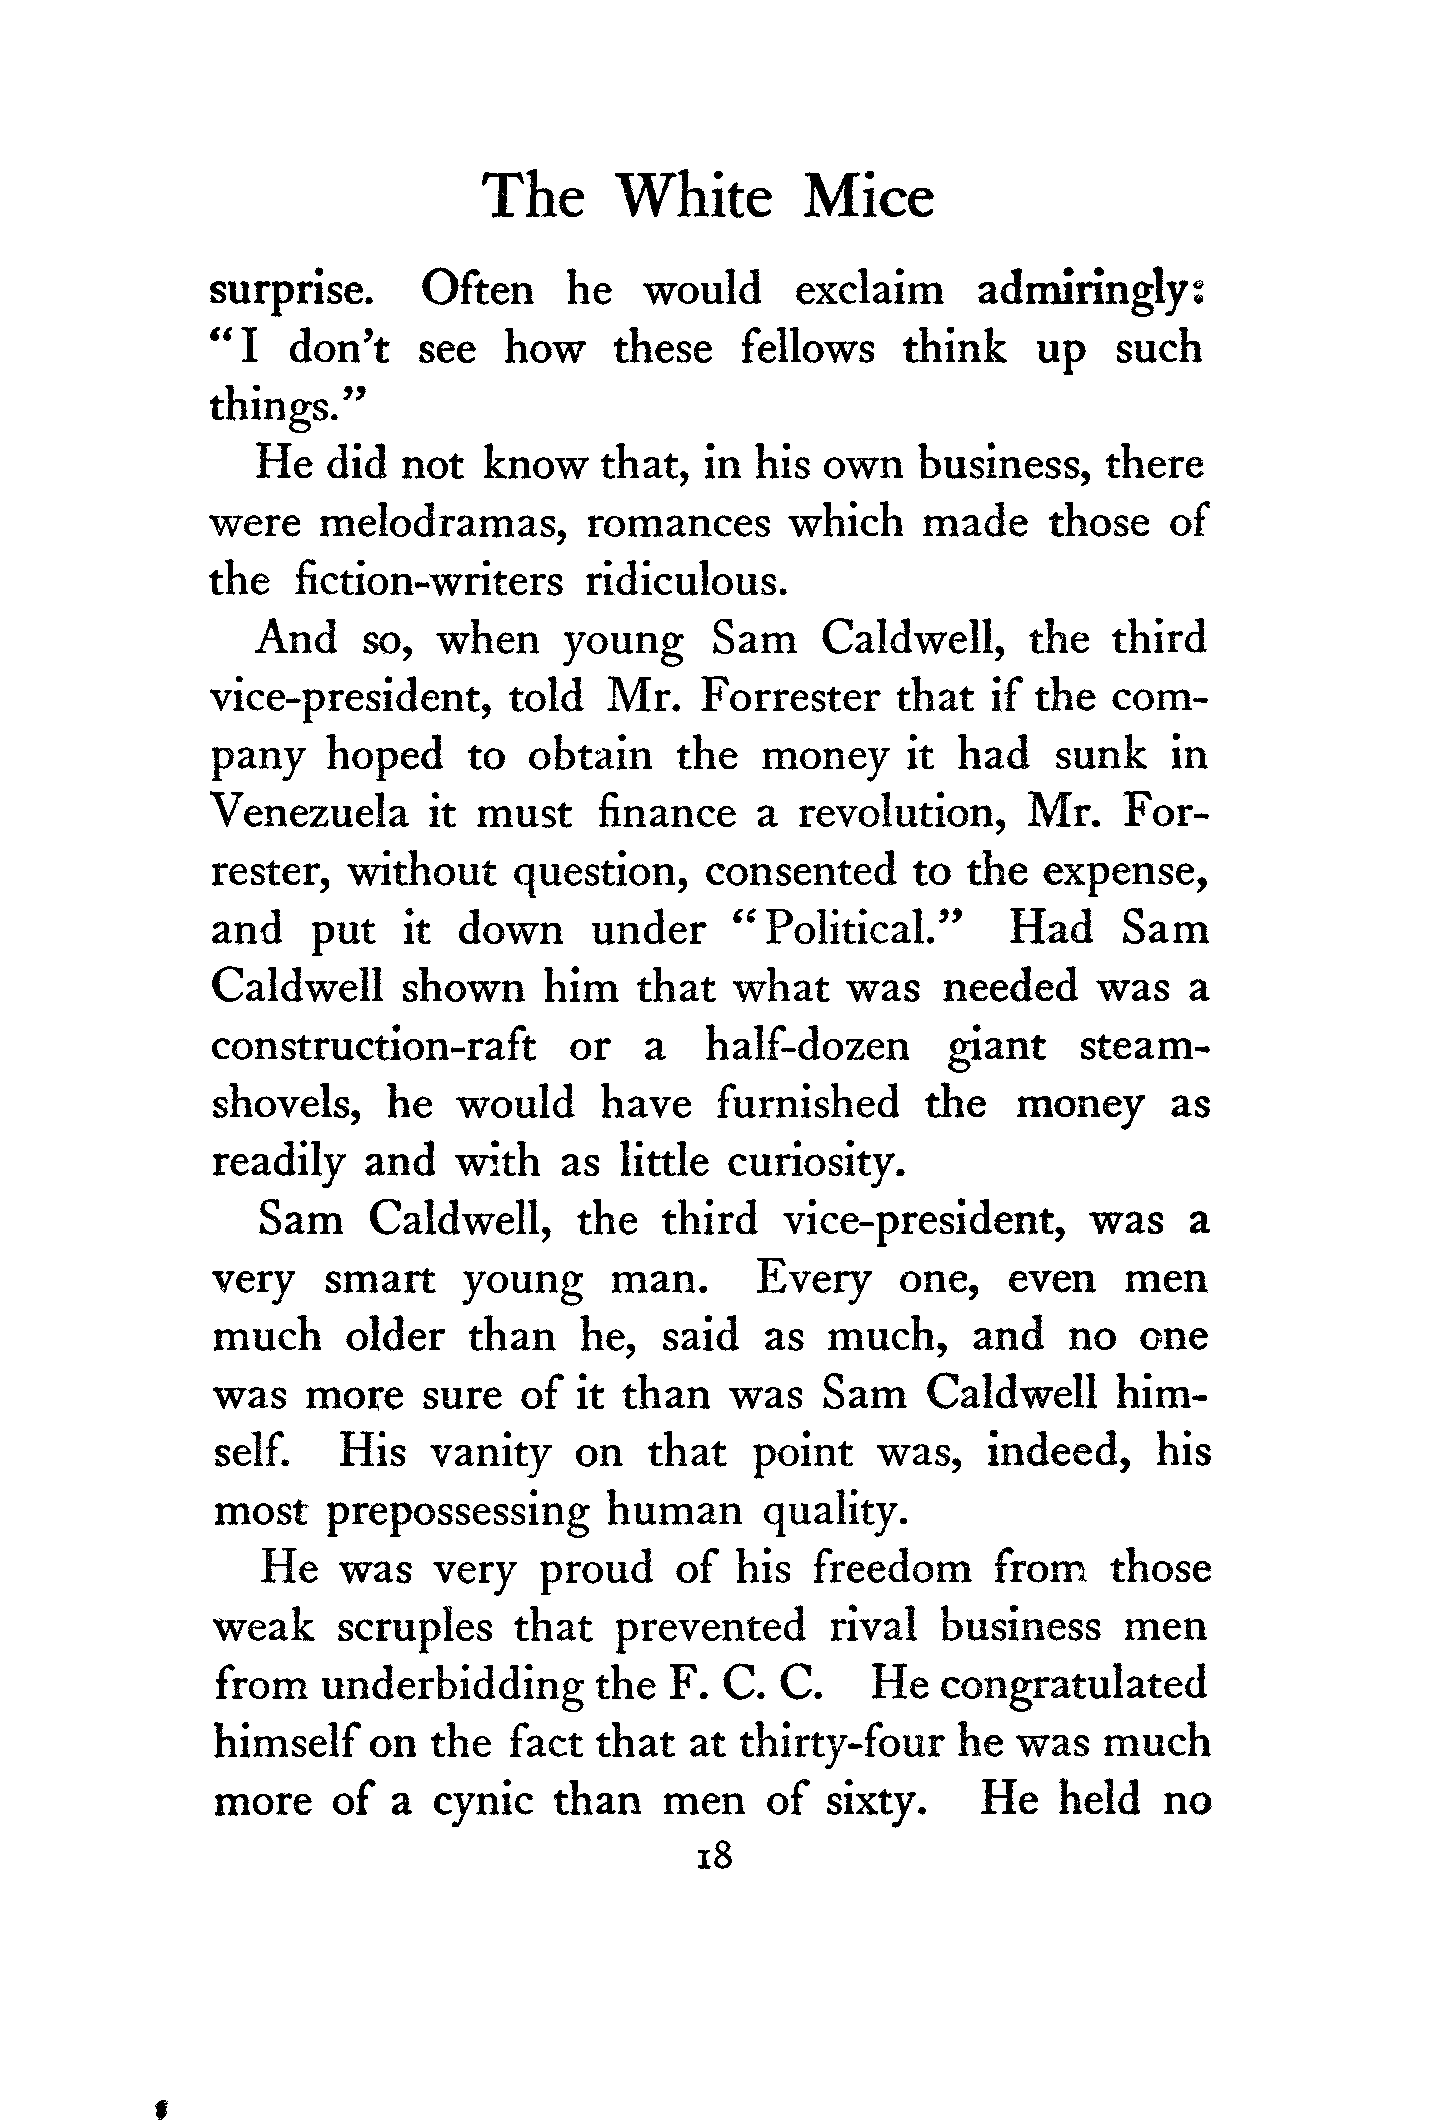 The White Mice
surprise. Often he would exclaim admiringly:
“I don’t see how these fellows think up such
things.”
He did not know that, in his own business, there
were melodramas, romances which made those of
the fiction-writers ridiculous.
And so, when young Sam Caldwell, the third
vice-president, told Mr. Forrester that if the com-
pany hoped to obtain the money it had sunk in
Venezuela it must finance a revolution, Mr. For-
rester, without question, consented to the expense,
and put it down under “Political.” Had Sam
Caldwell shown him that what was needed was a
construction-raft or a half-dozen giant steam-
shovels, he would have furnished the money as
readily and with as little curiosity.
Sam Caldwell, the third vice-president, was a
very smart young man. Every one, even men
much older than he, said as much, and no one
was more sure of it than was Sam Caldwell him-
self. His vanity on that point was, indeed, his
most prepossessing human quality.
He was very proud of his freedom from those
weak scruples that prevented rival business men
from underbidding the F. C. C. He congratulated
himself on the fact that at thirty-four he was much
more of a cynic than men of sixty. He held no
18